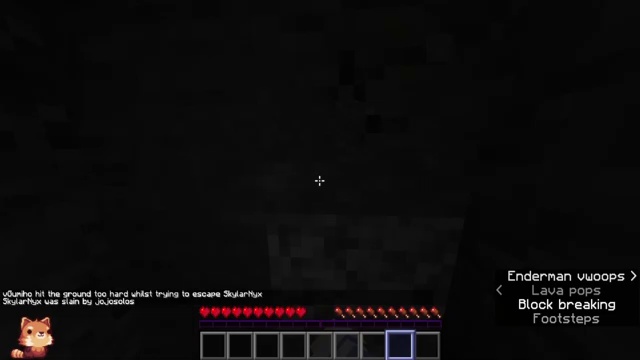 vGumiho hit the ground too hard whilst trying to escape SkylarNyx
SkylarNyx was slain by jojosolos
Enderman vwoops >
< Lava pops
Block breaking
Footsteps